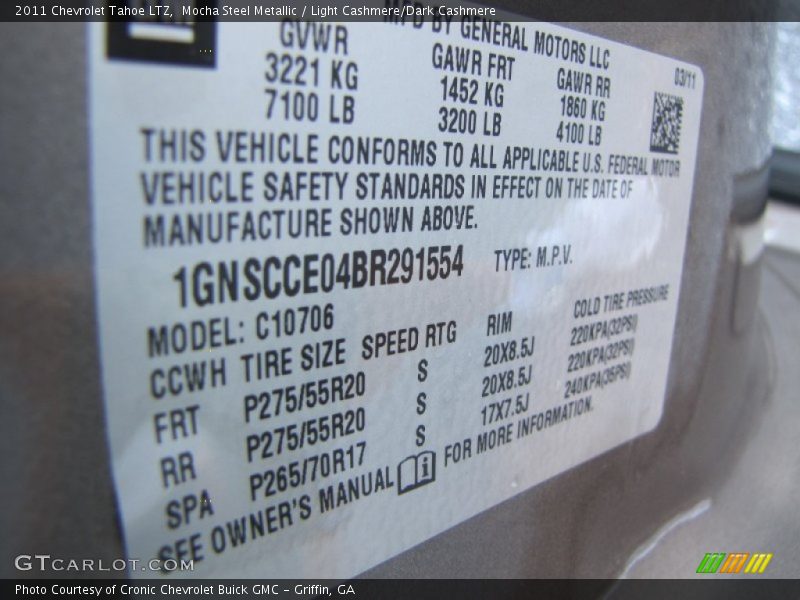 2011 Chevrolet Tahoe LTZ, Mocha Steel Metallic / Light Cashmere/Dark Cashmere
MFD BY GENERAL MOTORS LLC
03/11
GVWR GAWR FRT GAWR RR
3221 KG 1452 KG 1860 KG
7100 LB 3200 LB 4100 LB
THIS VEHICLE CONFORMS TO ALL APPLICABLE U.S. FEDERAL MOTOR
VEHICLE SAFETY STANDARDS IN EFFECT ON THE DATE OF
MANUFACTURE SHOWN ABOVE.
1GNSCCE04BR291554 TYPE: M.P.V.
MODEL: C10706
CCWH TIRE SIZE SPEED RTG RIM COLD TIRE PRESSURE
FRT P275/55R20 S 20X8.5J 220KPA(32PSI)
RR P275/55R20 S 20X8.5J 220KPA(32PSI)
SPA P265/70R17 S 17X7.5J 240KPA(35PSI)
SEE OWNER'S MANUAL FOR MORE INFORMATION.
GTCARLOT.COM
Photo Courtesy of Cronic Chevrolet Buick GMC - Griffin, GA